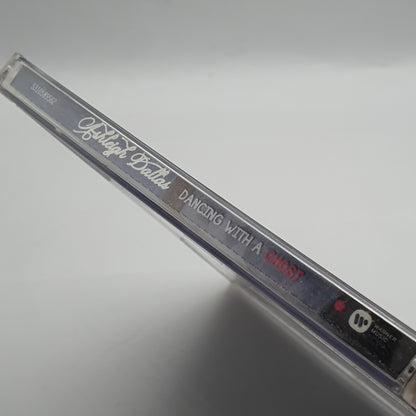 Ashleigh Dallas
DANCING WITH A GHOST
WARNER
MUSIC